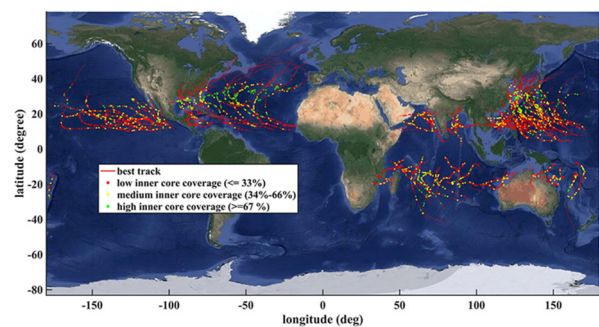 latitude (degree)
60
40
20
0
-20
-40
-60
-80
best track
low inner core coverage (<= 33%)
medium inner core coverage (34%-66%)
high inner core coverage (>=67 %)
-150
-100
-50
0
50
100
150
longitude (deg)